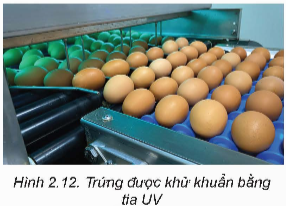 Hình 2.12. Trứng được khử khuẩn bằng
tia UV